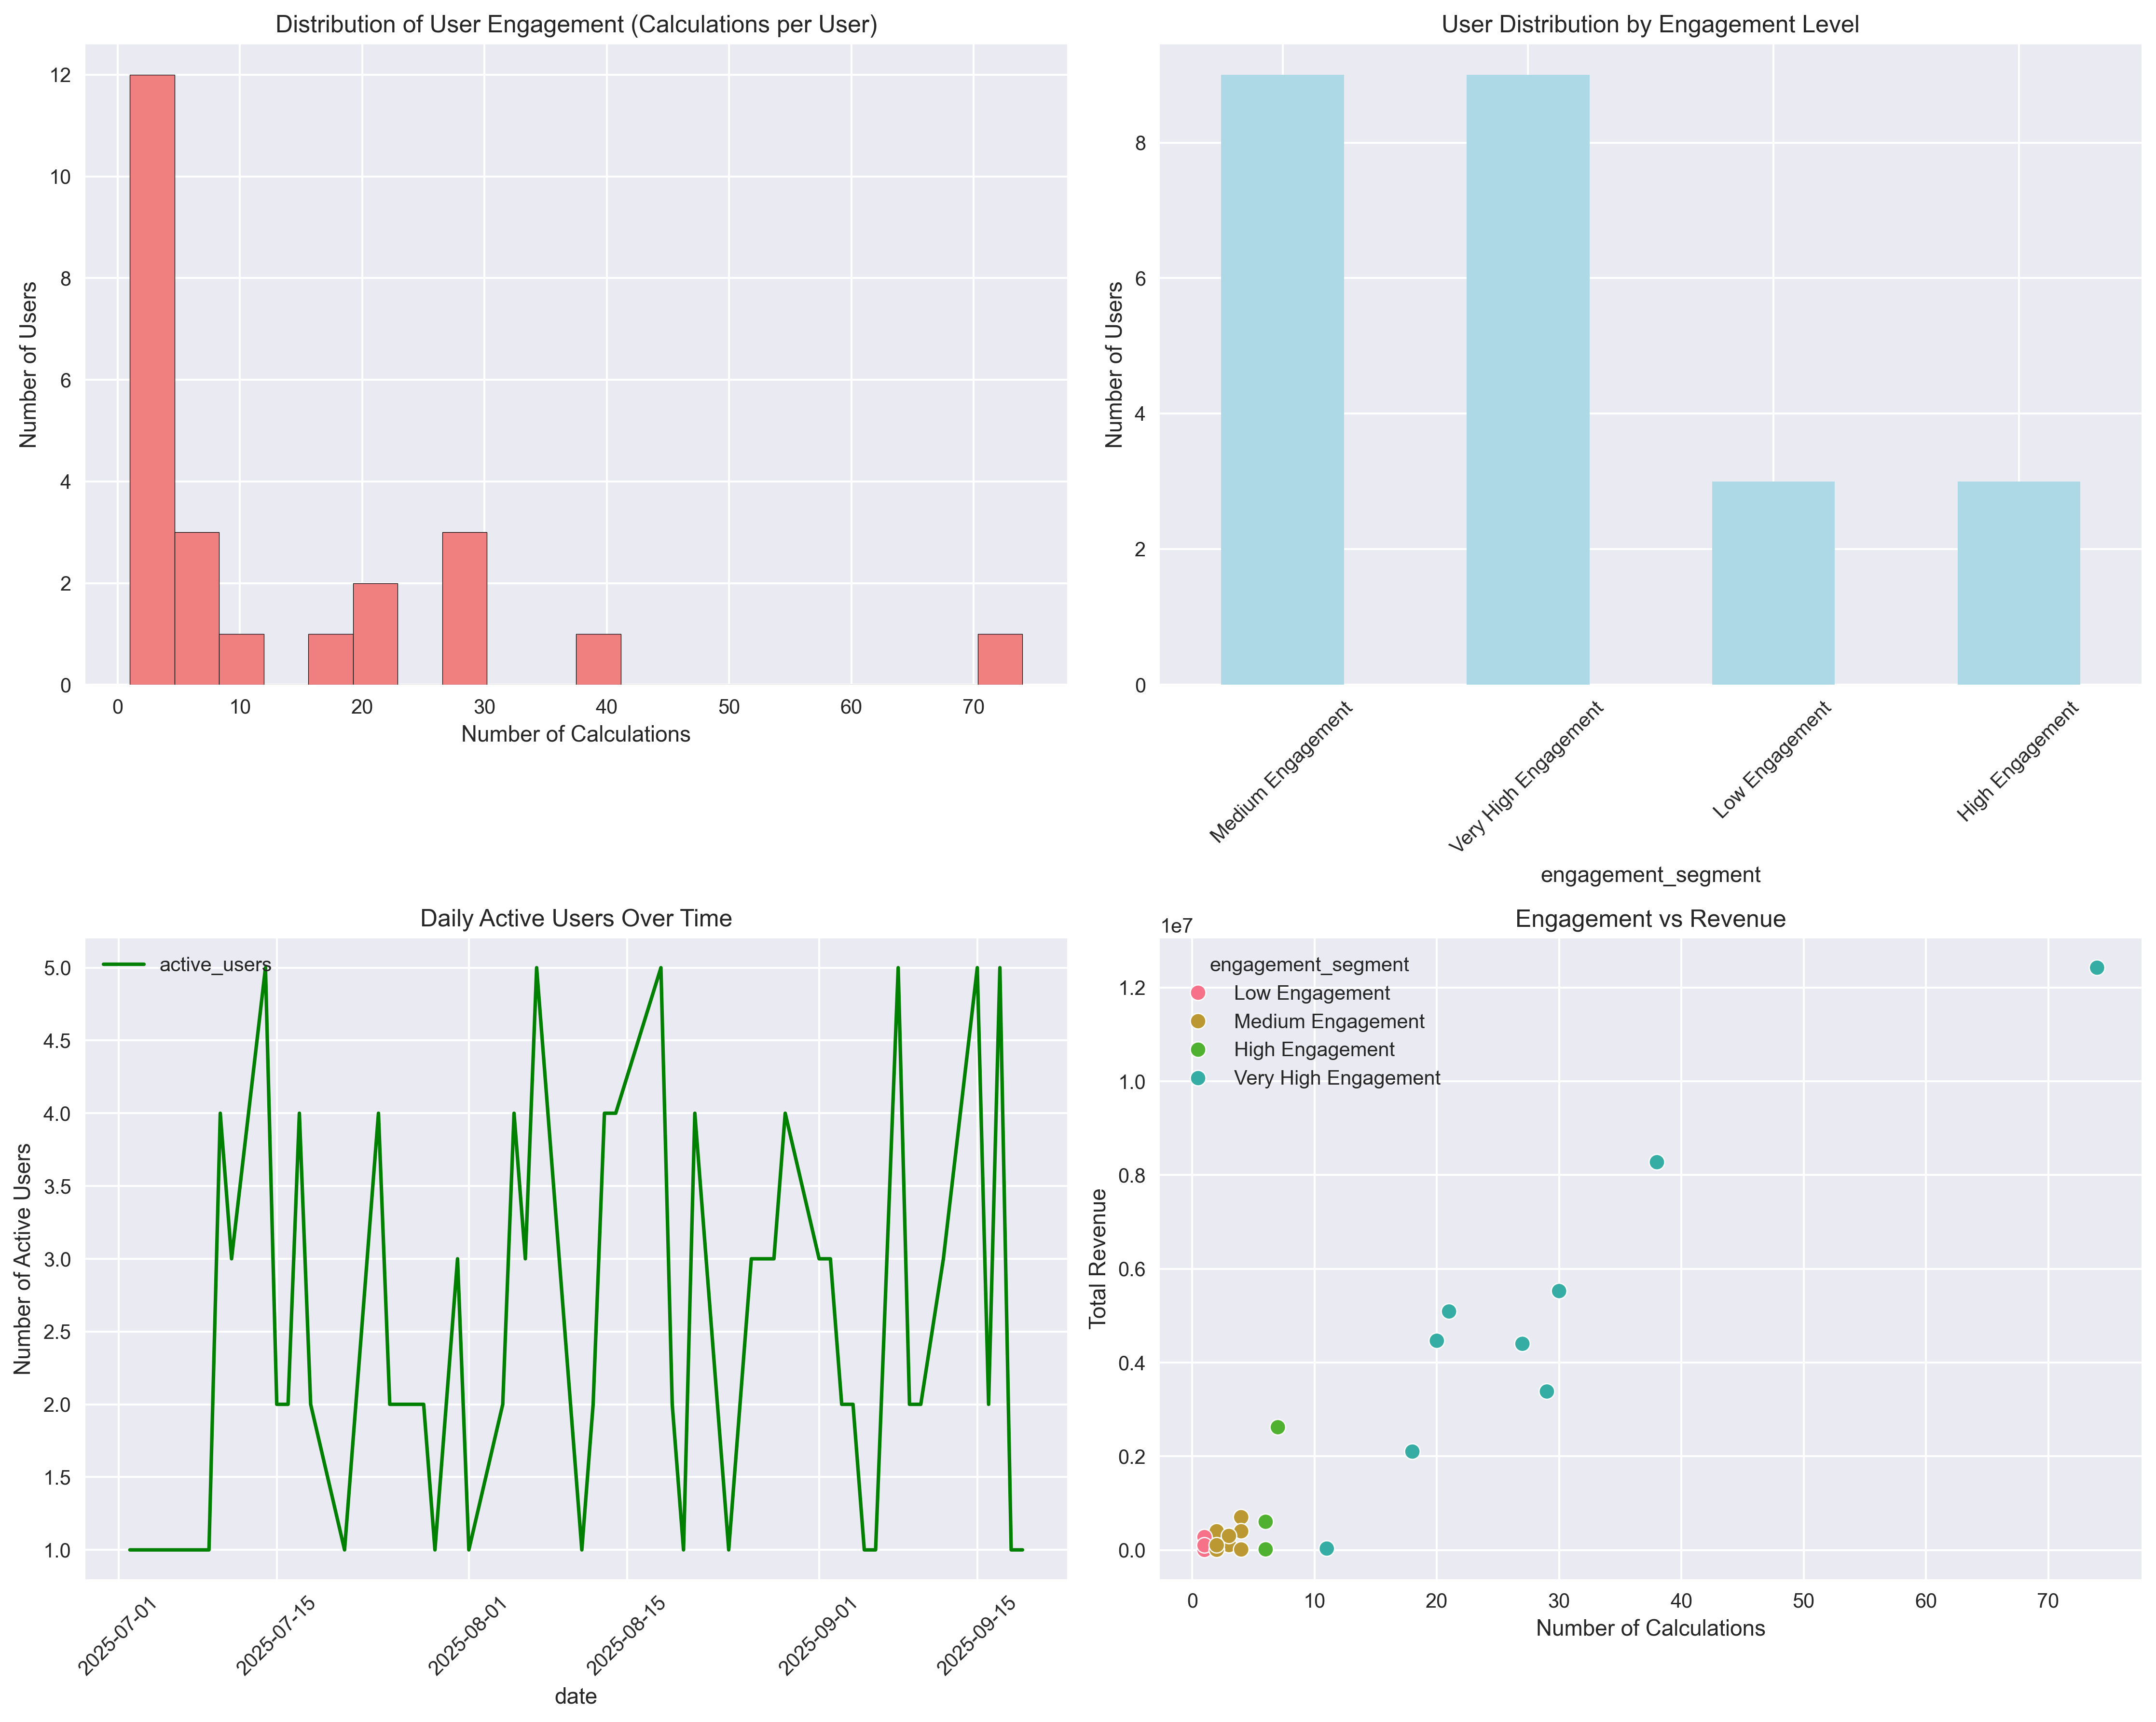 Distribution of User Engagement (Calculations per User)
Number of Users
12
10
8
6
4
2
0
0 10 20 30 40 50 60 70
Number of Calculations
User Distribution by Engagement Level
Number of Users
8
6
4
2
0
Medium Engagement
Very High Engagement
Low Engagement
High Engagement
engagement_segment
Daily Active Users Over Time
active_users
Number of Active Users
5.0
4.5
4.0
3.5
3.0
2.5
2.0
1.5
1.0
2025-07-01
2025-07-15
2025-08-01
2025-08-15
2025-09-01
2025-09-15
date
Engagement vs Revenue
1e7
engagement_segment
Low Engagement
Medium Engagement
High Engagement
Very High Engagement
Total Revenue
1.2
1.0
0.8
0.6
0.4
0.2
0.0
0 10 20 30 40 50 60 70
Number of Calculations